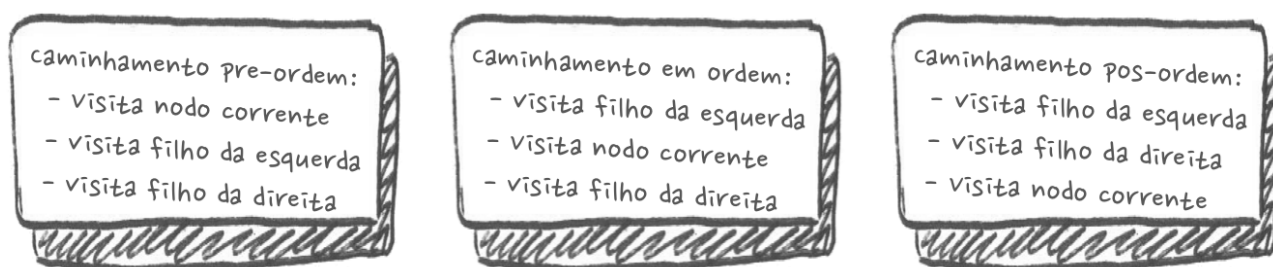 caminhamento pre-ordem:
- visita nodo corrente
- visita filho da esquerda
- visita filho da direita
caminhamento em ordem:
- visita filho da esquerda
- visita nodo corrente
- visita filho da direita
caminhamento pos-ordem:
- visita filho da esquerda
- visita filho da direita
- visita nodo corrente